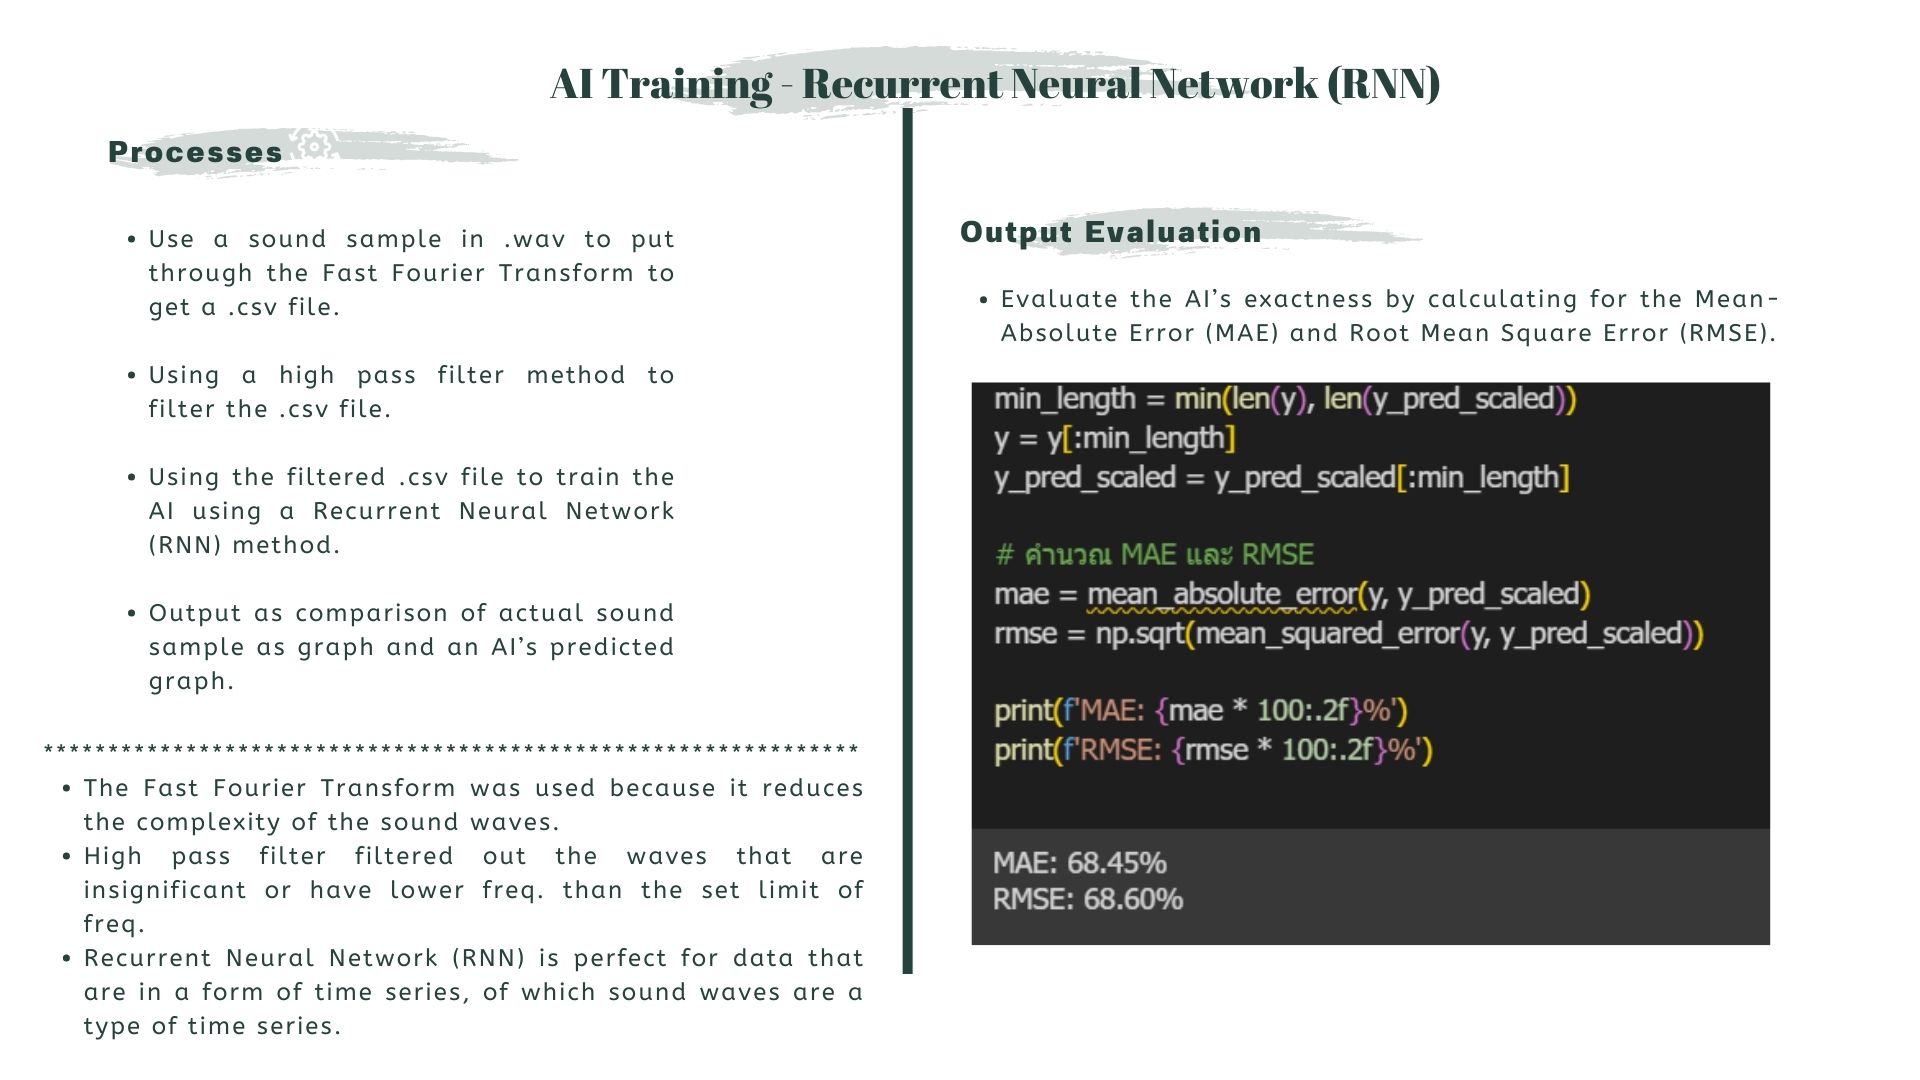 AI Training - Recurrent Neural Network (RNN)
Processes
Use a sound sample in .wav to put
through the Fast Fourier Transform to
get a .csv file.
Using a high pass filter method to
filter the .csv file.
Using the filtered .csv file to train the
AI using a Recurrent Neural Network
(RNN) method.
Output as comparison of actual sound
sample as graph and an AI’s predicted
graph.
***************************************************************
The Fast Fourier Transform was used because it reduces
the complexity of the sound waves.
High pass filter filtered out the waves that are
insignificant or have lower freq. than the set limit of
freq.
Recurrent Neural Network (RNN) is perfect for data that
are in a form of time series, of which sound waves are a
type of time series.
Output Evaluation
Evaluate the AI’s exactness by calculating for the Mean-
Absolute Error (MAE) and Root Mean Square Error (RMSE).
min_length = min(len(y), len(y_pred_scaled))
y = y[:min_length]
y_pred_scaled = y_pred_scaled[:min_length]
# คำนวณ MAE และ RMSE
mae = mean_absolute_error(y, y_pred_scaled)
rmse = np.sqrt(mean_squared_error(y, y_pred_scaled))
print(f'MAE: {mae * 100:.2f}%')
print(f'RMSE: {rmse * 100:.2f}%')
MAE: 68.45%
RMSE: 68.60%